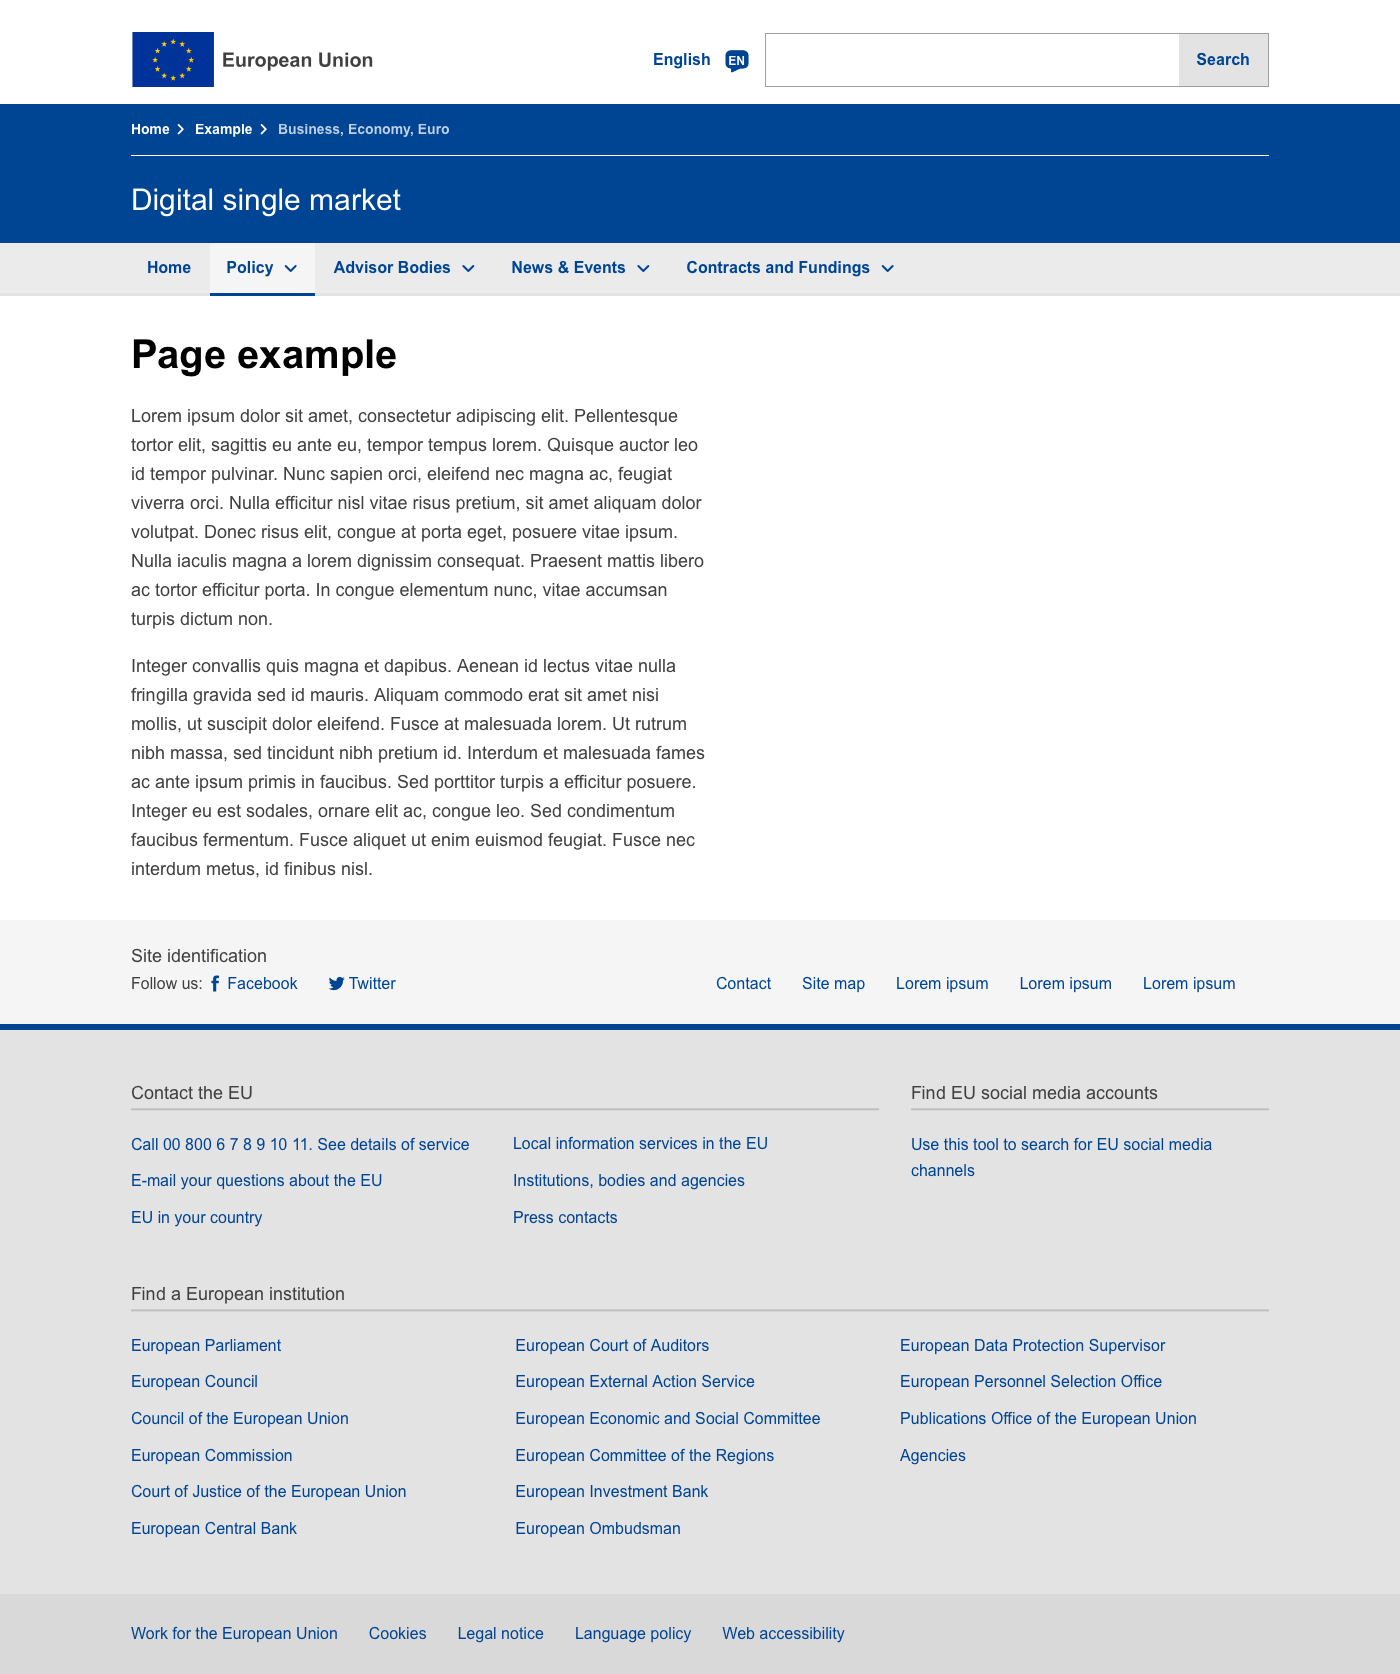 European Union
English EN Search
Home Example Business, Economy, Euro
Digital single market
Home Policy Advisor Bodies News & Events Contracts and Fundings
Page example
Lorem ipsum dolor sit amet, consectetur adipiscing elit. Pellentesque
tortor elit, sagittis eu ante eu, tempor tempus lorem. Quisque auctor leo
id tempor pulvinar. Nunc sapien orci, eleifend nec magna ac, feugiat
viverra orci. Nulla efficitur nisl vitae risus pretium, sit amet aliquam dolor
volutpat. Donec risus elit, congue at porta eget, posuere vitae ipsum.
Nulla iaculis magna a lorem dignissim consequat. Praesent mattis libero
ac tortor efficitur porta. In congue elementum nunc, vitae accumsan
turpis dictum non.
Integer convallis quis magna et dapibus. Aenean id lectus vitae nulla
fringilla gravida sed id mauris. Aliquam commodo erat sit amet nisi
mollis, ut suscipit dolor eleifend. Fusce at malesuada lorem. Ut rutrum
nibh massa, sed tincidunt nibh pretium id. Interdum et malesuada fames
ac ante ipsum primis in faucibus. Sed porttitor turpis a efficitur posuere.
Integer eu est sodales, ornare elit ac, congue leo. Sed condimentum
faucibus fermentum. Fusce aliquet ut enim euismod feugiat. Fusce nec
interdum metus, id finibus nisl.
Site identification
Follow us: Facebook Twitter
Contact Site map Lorem ipsum Lorem ipsum Lorem ipsum
Contact the EU
Call 00 800 6 7 8 9 10 11. See details of service
E-mail your questions about the EU
EU in your country
Local information services in the EU
Institutions, bodies and agencies
Press contacts
Find EU social media accounts
Use this tool to search for EU social media
channels
Find a European institution
European Parliament
European Council
Council of the European Union
European Commission
Court of Justice of the European Union
European Central Bank
European Court of Auditors
European External Action Service
European Economic and Social Committee
European Committee of the Regions
European Investment Bank
European Ombudsman
European Data Protection Supervisor
European Personnel Selection Office
Publications Office of the European Union
Agencies
Work for the European Union Cookies Legal notice Language policy Web accessibility